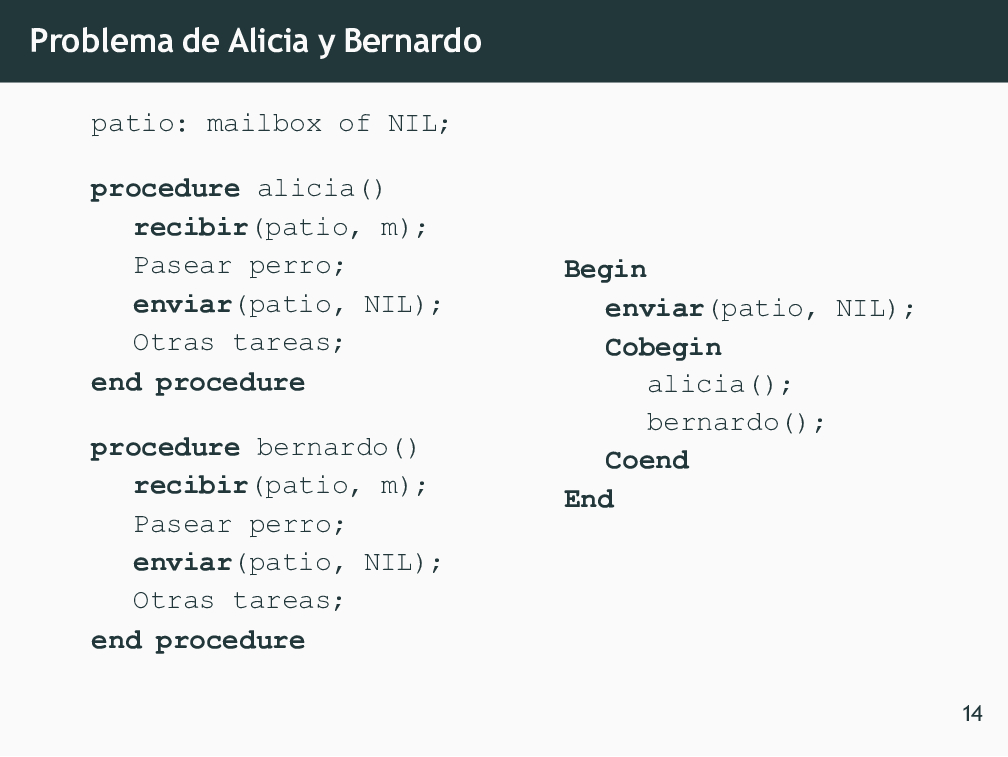 Problema de Alicia y Bernardo
patio: mailbox of NIL;
procedure alicia()
recibir(patio, m);
Pasear perro;
enviar(patio, NIL);
Otras tareas;
end procedure
procedure bernardo()
recibir(patio, m);
Pasear perro;
enviar(patio, NIL);
Otras tareas;
end procedure
Begin
enviar(patio, NIL);
Cobegin
alicia();
bernardo();
Coend
End
14